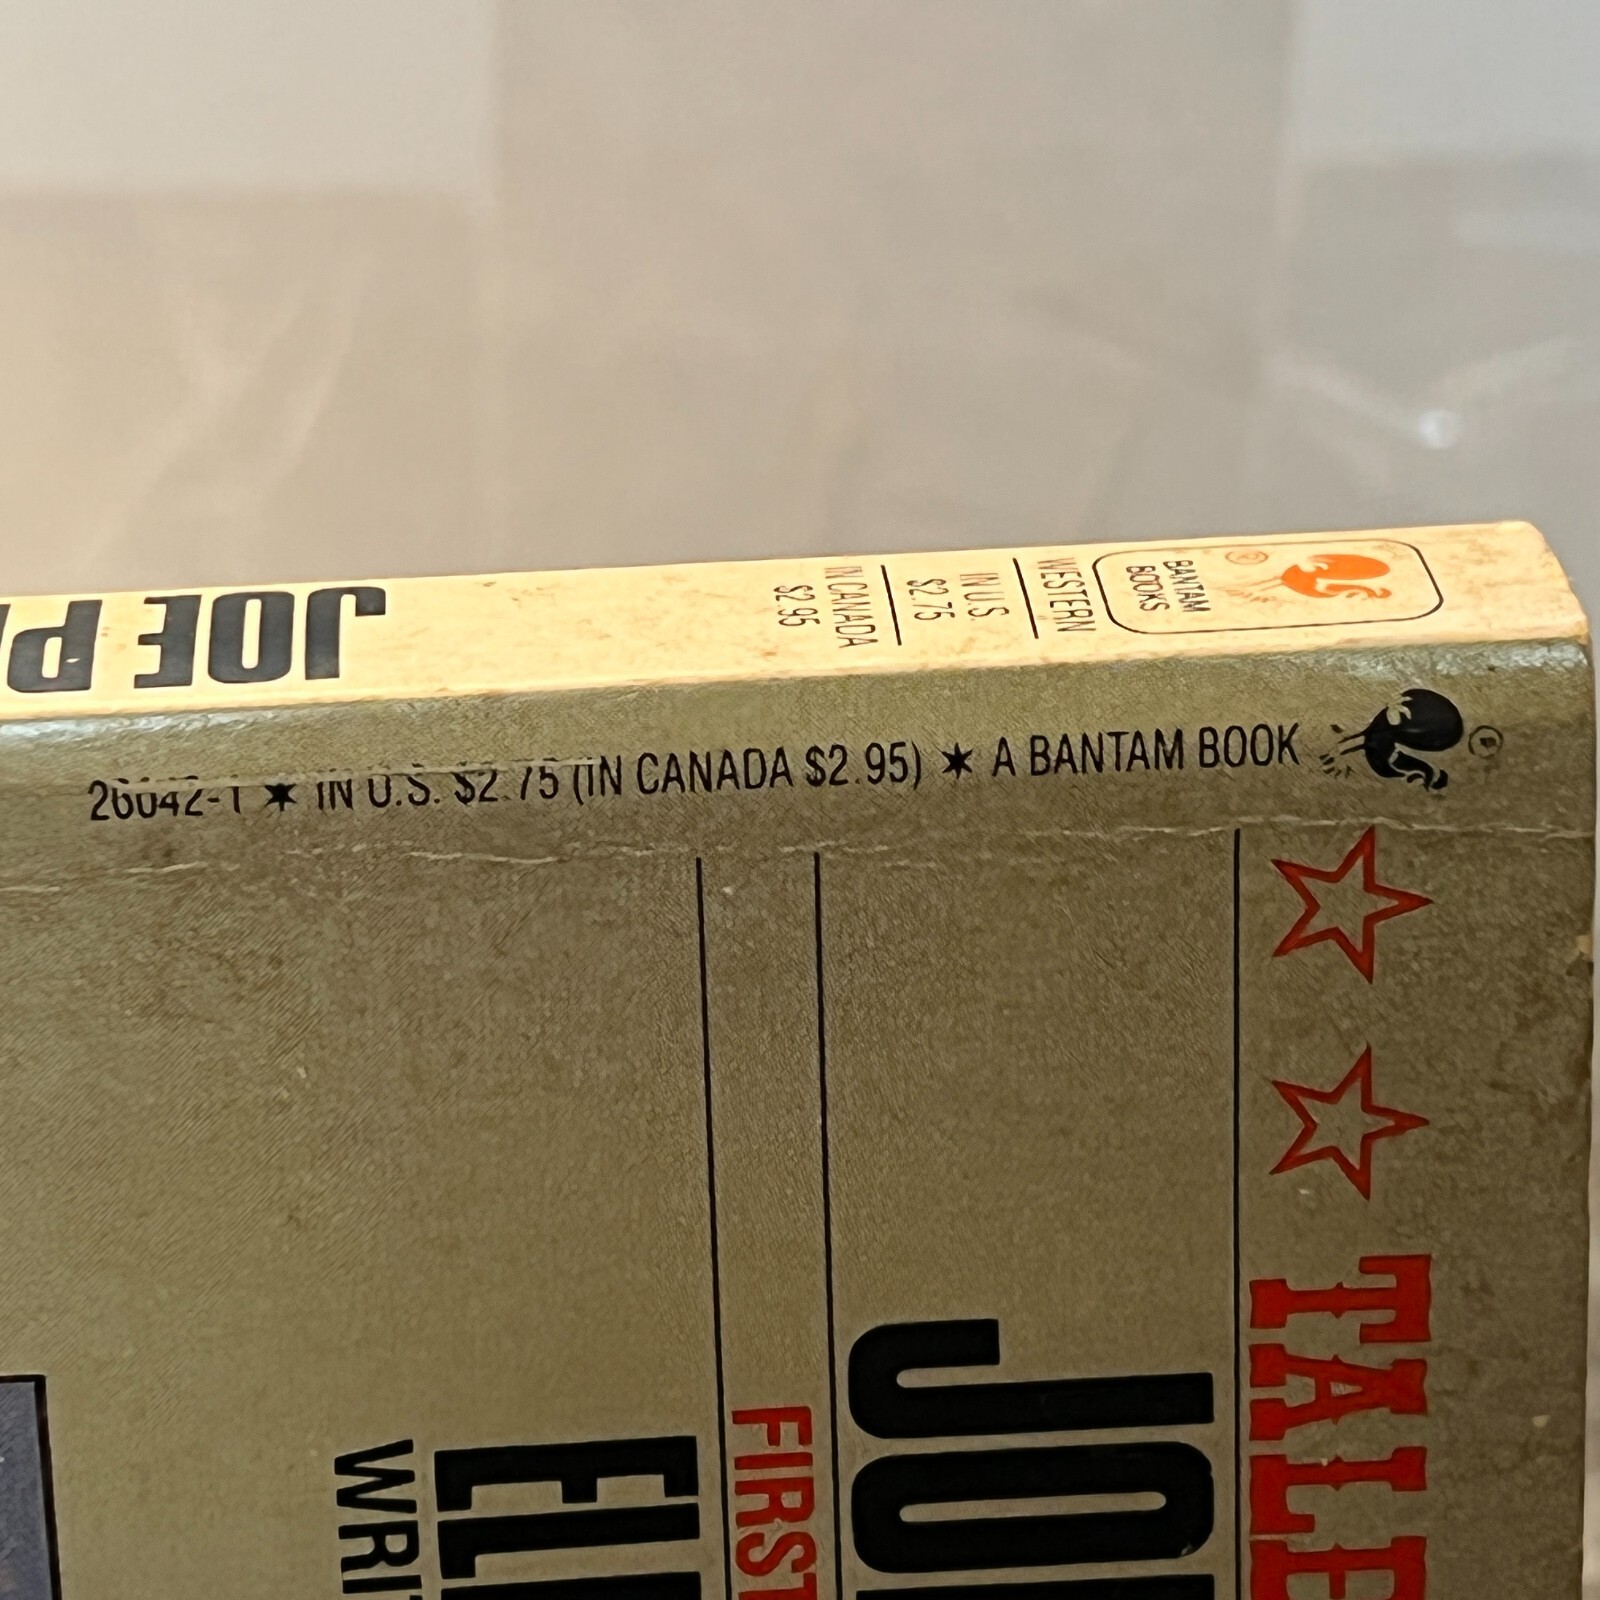 BANTAM
BOOKS
WESTERN
IN U.S.
$2.75
IN CANADA
$2.95
JOE
26042-1 ★ IN U.S. $2.75 (IN CANADA $2.95) ★ A BANTAM BOOK
TALE
JO
FIRST
EL
WRIT